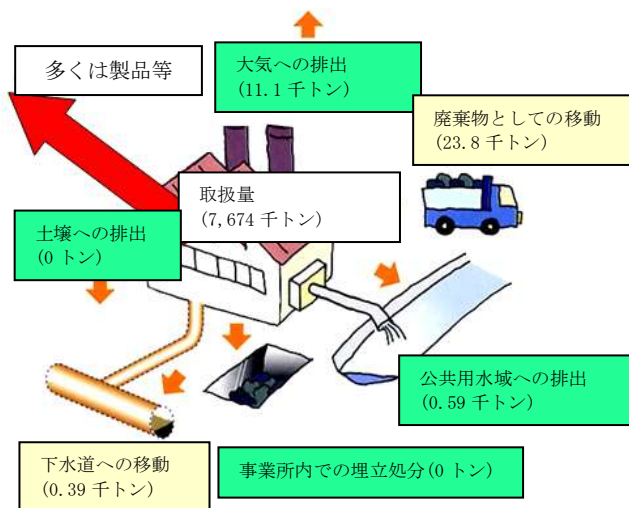 多くは製品等
大気への排出
(11.1 千トン)
廃棄物としての移動
(23.8 千トン)
取扱量
(7,674 千トン)
土壌への排出
(0 トン)
公共用水域への排出
(0.59 千トン)
下水道への移動
(0.39 千トン)
事業所内での埋立処分(0 トン)